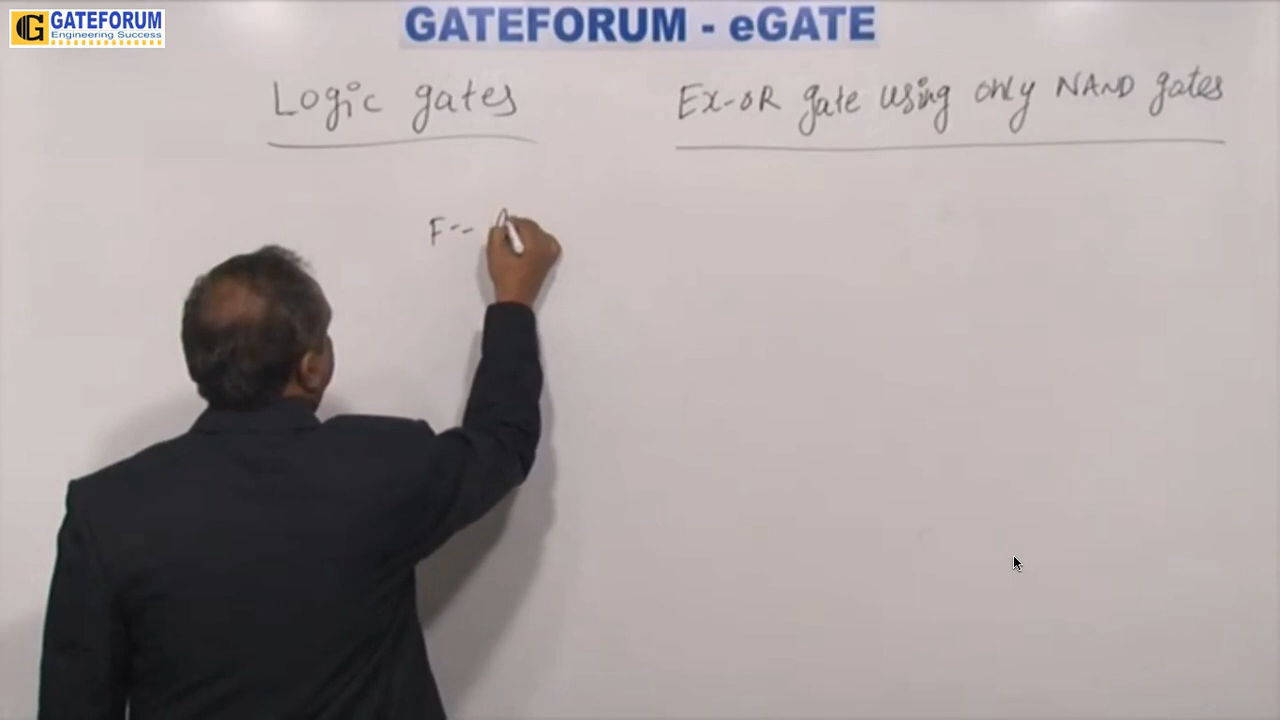 GATEFORUM
Engineering Success
GATEFORUM - eGATE
Logic gates
Ex-OR gate using only NAND gates
F